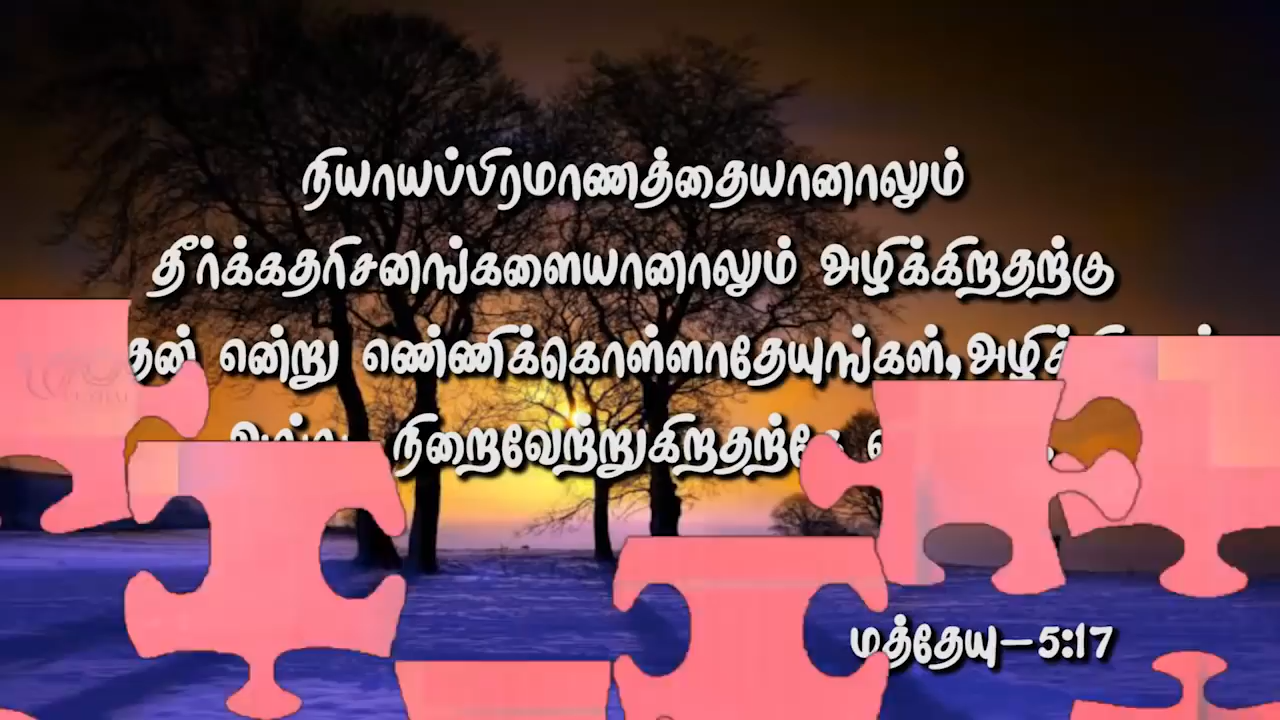 நியாயப்பிரமாணத்தையானாலும்
தீர்க்கதரிசனங்களையானாலும் அழிக்கிறதற்கு
என்று எண்ணிக்கொள்ளாதேயுங்கள்,
நிறைவேற்றுகிறதற்கே
மத்தேயு-5:17